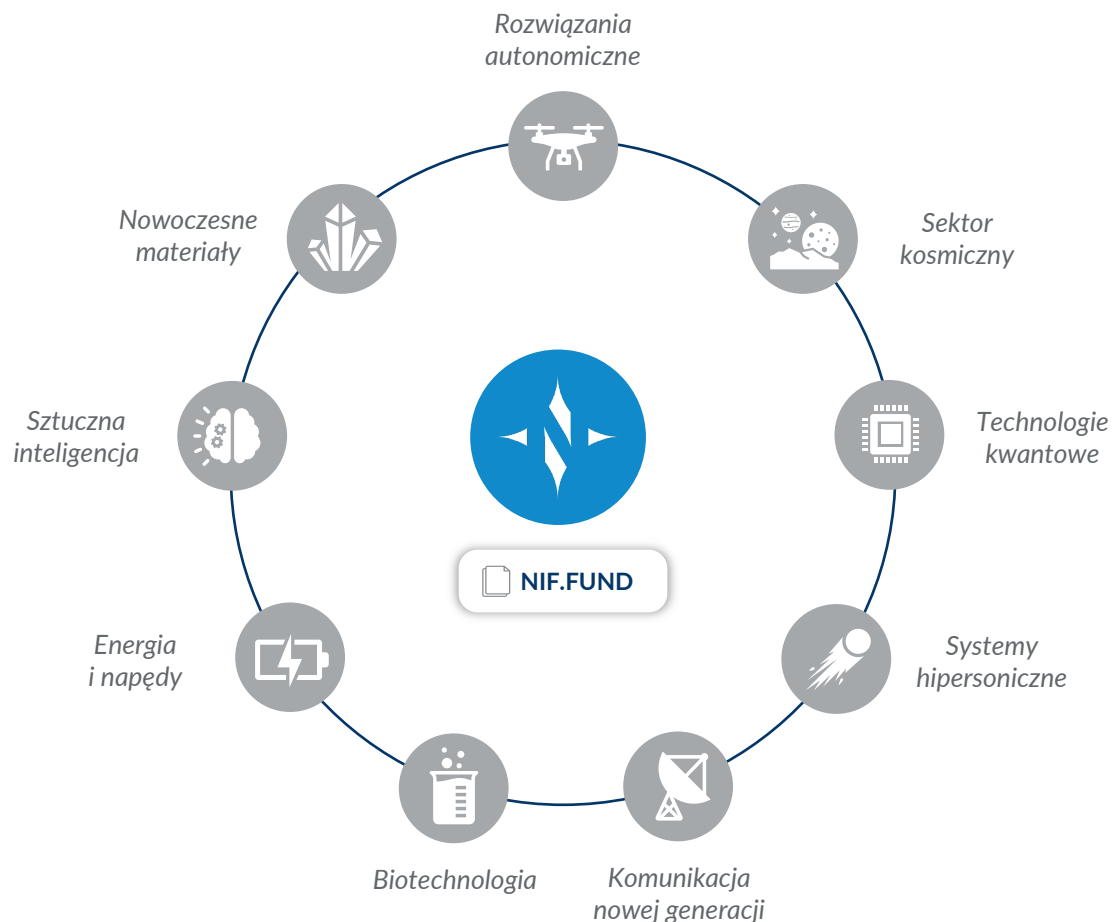 Rozwiązania
autonomiczne
Sektor
kosmiczny
Technologie
kwantowe
Systemy
hipersoniczne
Komunikacja
nowej generacji
Biotechnologia
Energia
i napędy
Sztuczna
inteligencja
Nowoczesne
materiały
NIF.FUND